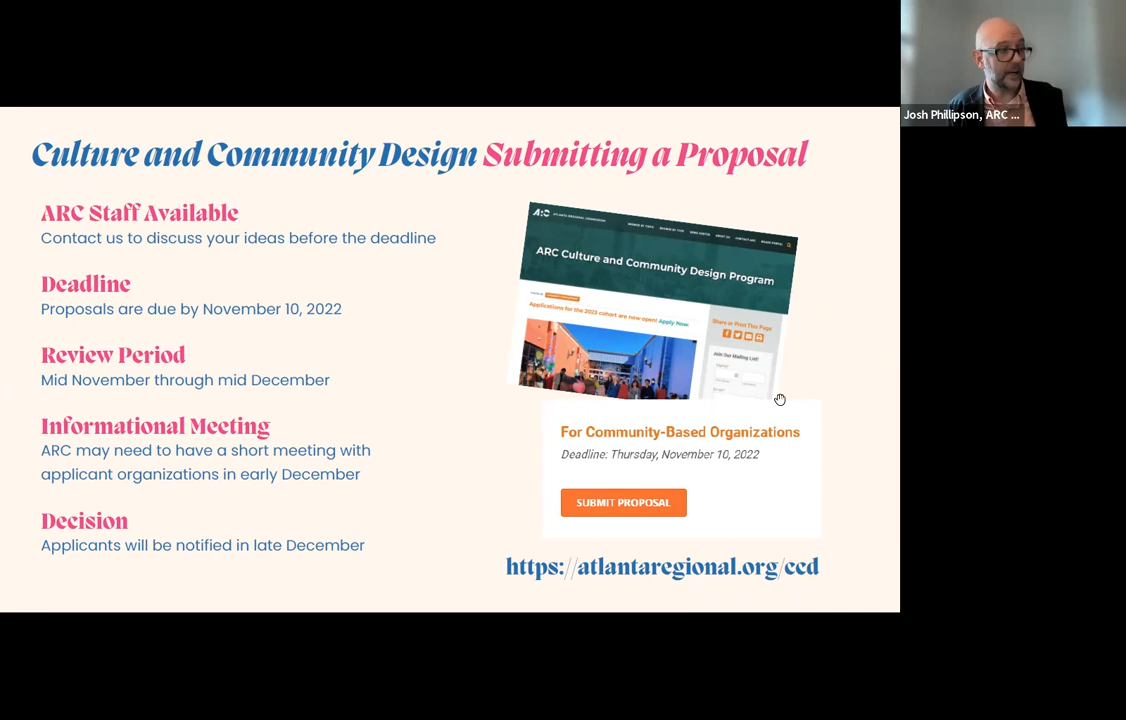 Culture and Community Design Submitting a Proposal
ARC Staff Available
Contact us to discuss your ideas before the deadline
Deadline
Proposals are due by November 10, 2022
Review Period
Mid November through mid December
Informational Meeting
ARC may need to have a short meeting with
applicant organizations in early December
Decision
Applicants will be notified in late December
ARC ATLANTA REGIONAL COMMISSION
ARC Culture and Community Design Program
Applications for the 2023 cohort are now open! Apply Now.
Share or Print This Page
Join Our Mailing List!
For Community-Based Organizations
Deadline: Thursday, November 10, 2022
SUBMIT PROPOSAL
https://atlantaregional.org/ccd
Josh Phillipson, ARC ...